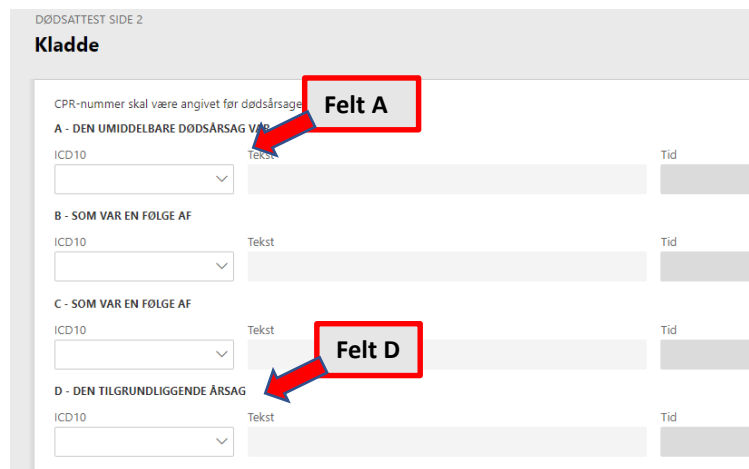 DØDSATTEST SIDE 2
Kladde
CPR-nummer skal være angivet før dødsårsage
Felt A
A - DEN UMIDDELBARE DØDSÅRSAG VAR
ICD10 Tekst Tid
B - SOM VAR EN FØLGE AF
ICD10 Tekst Tid
C - SOM VAR EN FØLGE AF
ICD10 Tekst Tid
Felt D
D - DEN TILGRUNDLIGGENDE ÅRSAG
ICD10 Tekst Tid